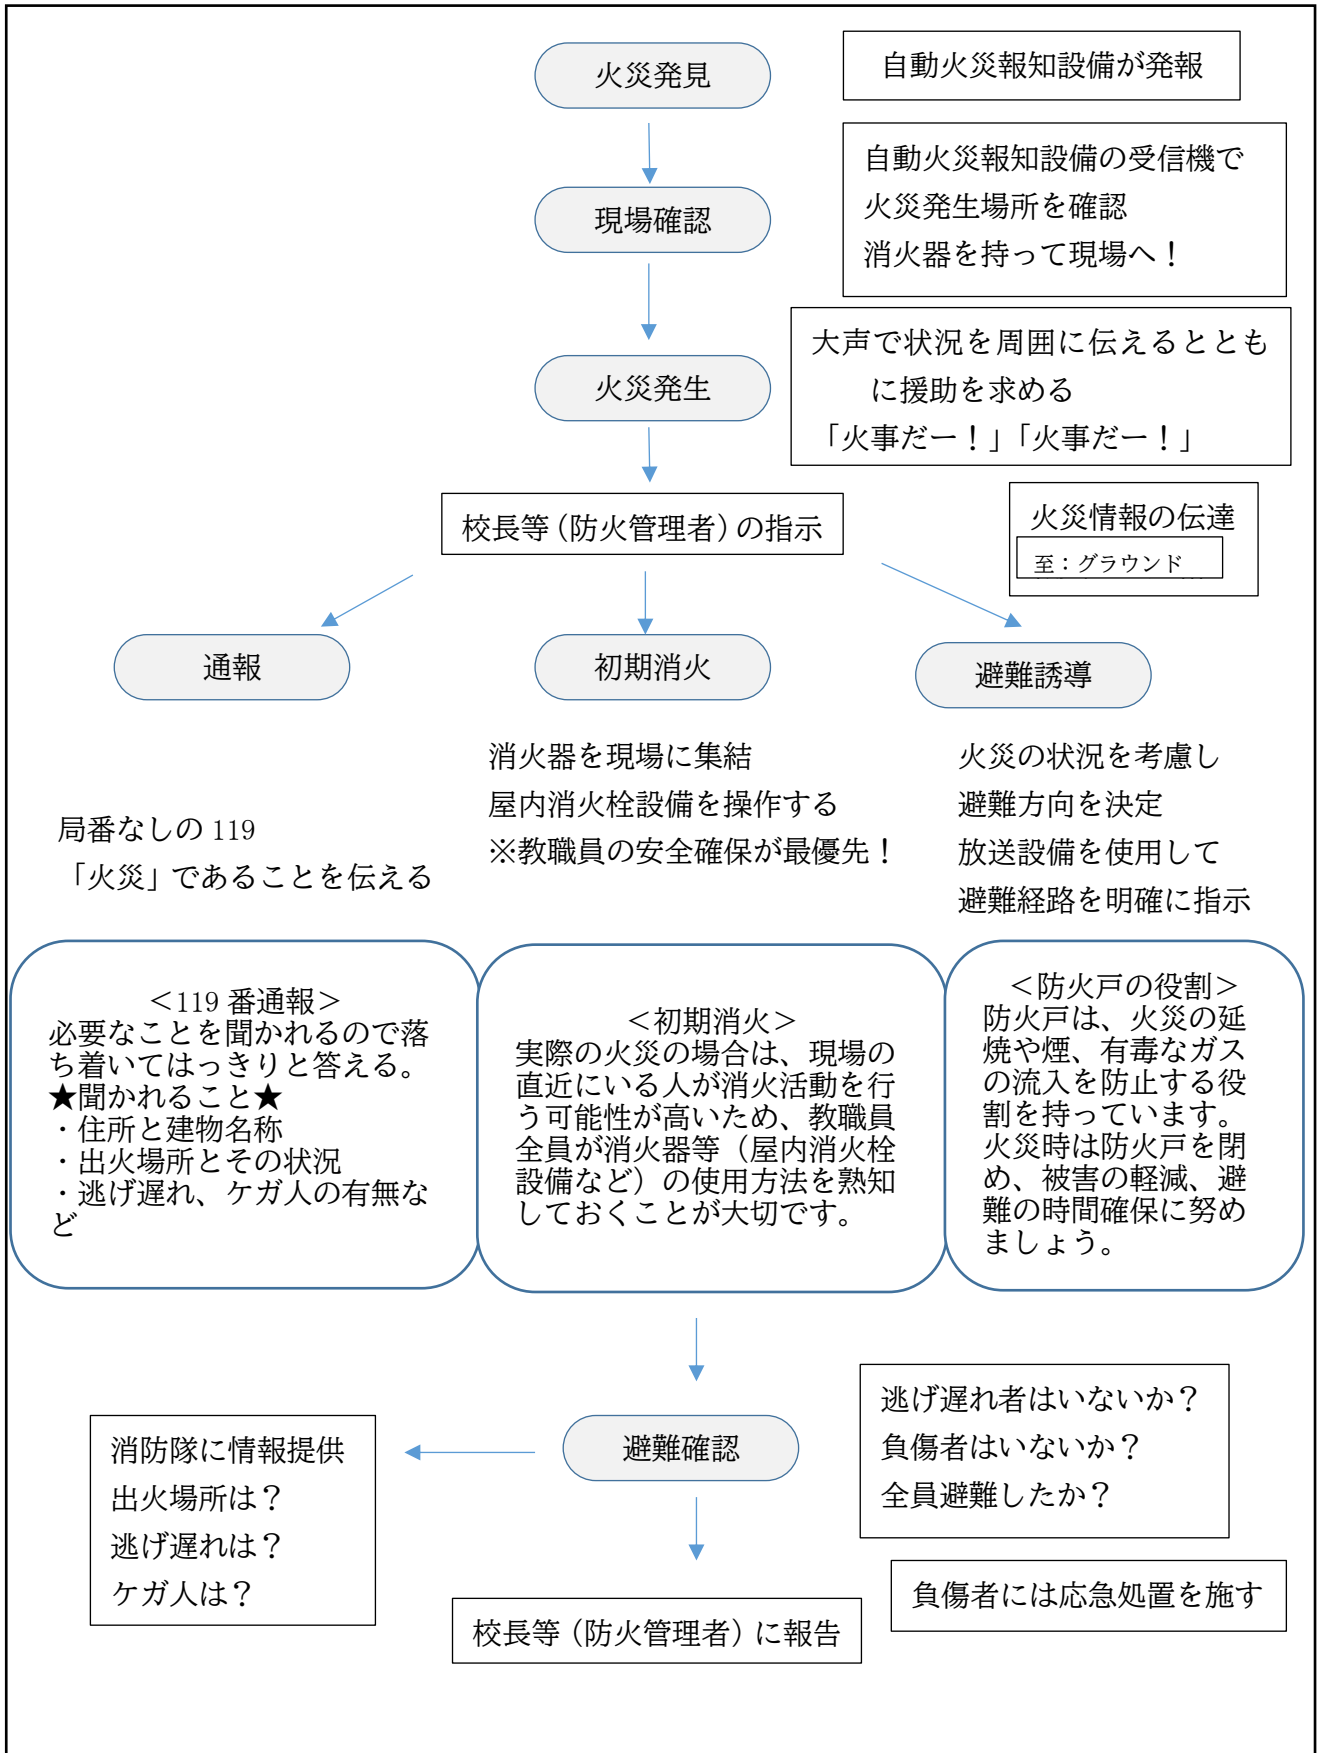 火災発見
自動火災報知設備が発報
現場確認
自動火災報知設備の受信機で
火災発生場所を確認
消火器を持って現場へ！
火災発生
大声で状況を周囲に伝えるととも
に援助を求める
「火事だー！」「火事だー！」
校長等（防火管理者）の指示
火災情報の伝達
至：グラウンド
通報
初期消火
避難誘導
局番なしの 119
「火災」であることを伝える
消火器を現場に集結
屋内消火栓設備を操作する
※教職員の安全確保が最優先！
火災の状況を考慮し
避難方向を決定
放送設備を使用して
避難経路を明確に指示
＜119 番通報＞
必要なことを聞かれるので落
ち着いてはっきりと答える。
★聞かれること★
・住所と建物名称
・出火場所とその状況
・逃げ遅れ、ケガ人の有無な
ど
＜初期消火＞
実際の火災の場合は、現場の
直近にいる人が消火活動を行
う可能性が高いため、教職員
全員が消火器等（屋内消火栓
設備など）の使用方法を熟知
しておくことが大切です。
＜防火戸の役割＞
防火戸は、火災の延
焼や煙、有毒なガス
の流入を防止する役
割を持っています。
火災時は防火戸を閉
め、被害の軽減、避
難の時間確保に努め
ましょう。
避難確認
逃げ遅れ者はいないか？
負傷者はいないか？
全員避難したか？
消防隊に情報提供
出火場所は？
逃げ遅れは？
ケガ人は？
負傷者には応急処置を施す
校長等（防火管理者）に報告